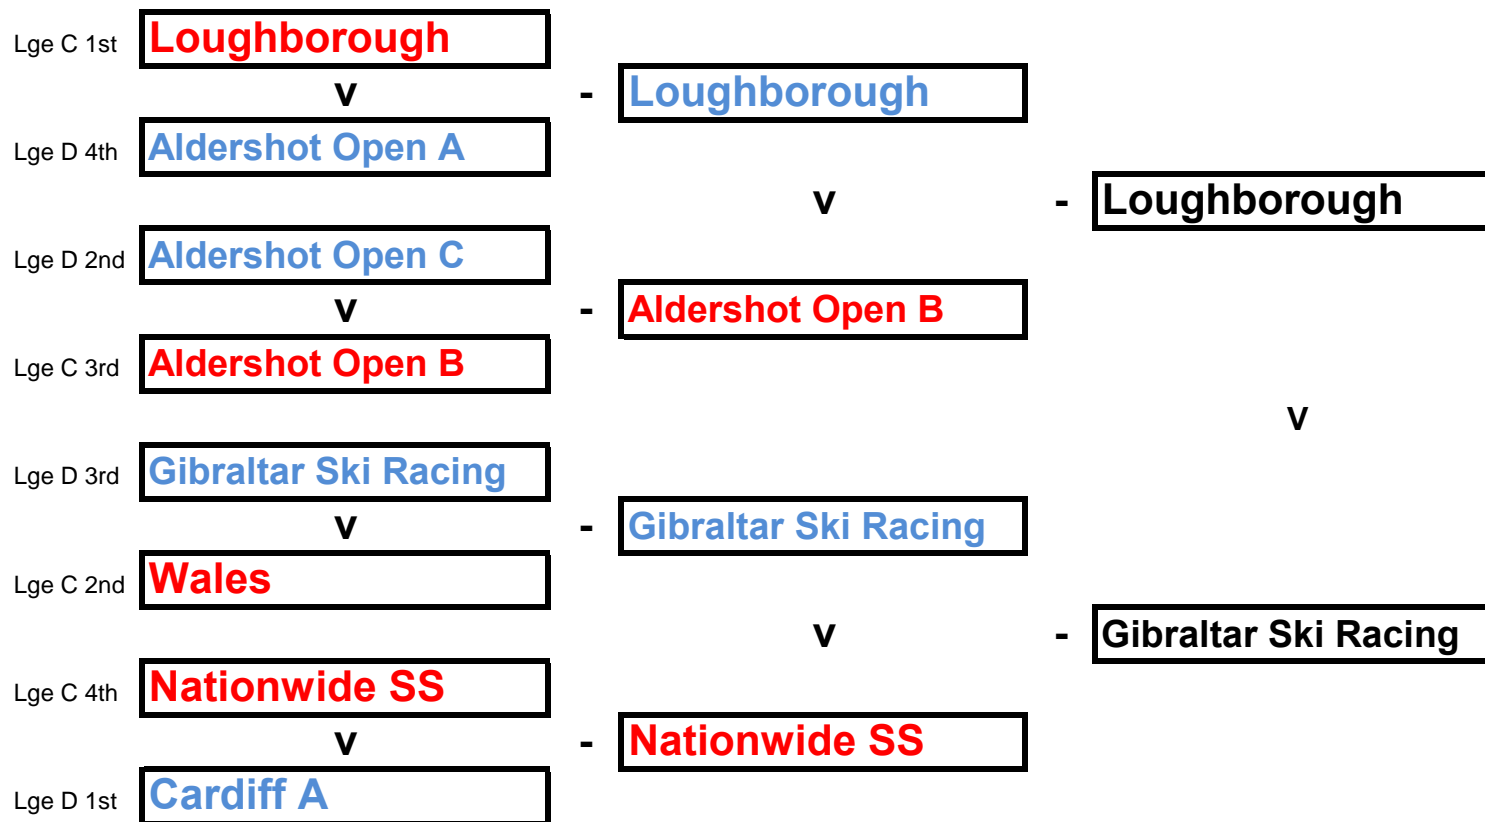 Lge C 1st Loughborough
v - Loughborough
Lge D 4th Aldershot Open A
v - Loughborough
Lge D 2nd Aldershot Open C
v - Aldershot Open B
Lge C 3rd Aldershot Open B
v
Lge D 3rd Gibraltar Ski Racing
v - Gibraltar Ski Racing
Lge C 2nd Wales
v - Gibraltar Ski Racing
Lge C 4th Nationwide SS
v - Nationwide SS
Lge D 1st Cardiff A